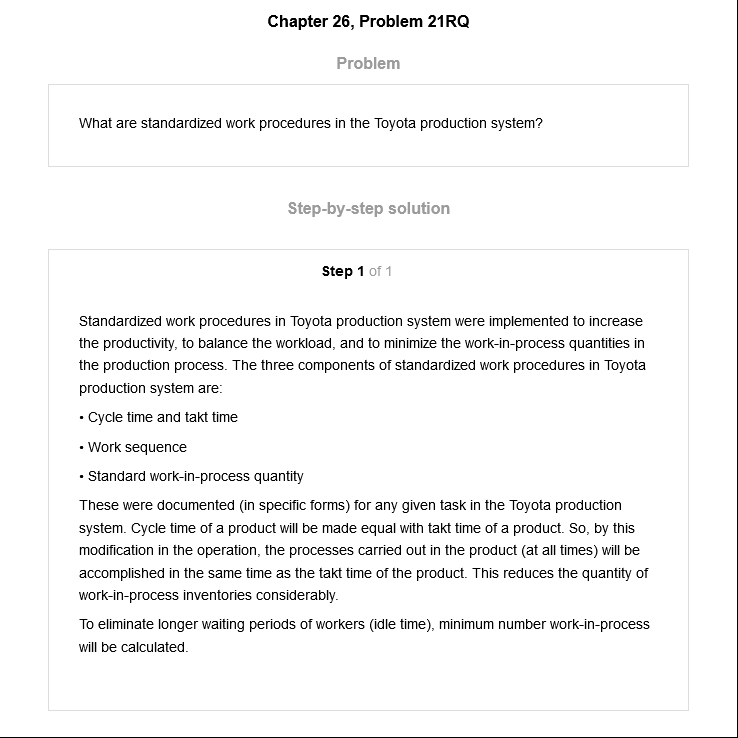 Chapter 26, Problem 21RQ
Problem
What are standardized work procedures in the Toyota production system?
Step-by-step solution
Step 1 of 1
Standardized work procedures in Toyota production system were implemented to increase
the productivity, to balance the workload, and to minimize the work-in-process quantities in
the production process. The three components of standardized work procedures in Toyota
production system are:
• Cycle time and takt time
• Work sequence
• Standard work-in-process quantity
These were documented (in specific forms) for any given task in the Toyota production
system. Cycle time of a product will be made equal with takt time of a product. So, by this
modification in the operation, the processes carried out in the product (at all times) will be
accomplished in the same time as the takt time of the product. This reduces the quantity of
work-in-process inventories considerably.
To eliminate longer waiting periods of workers (idle time), minimum number work-in-process
will be calculated.